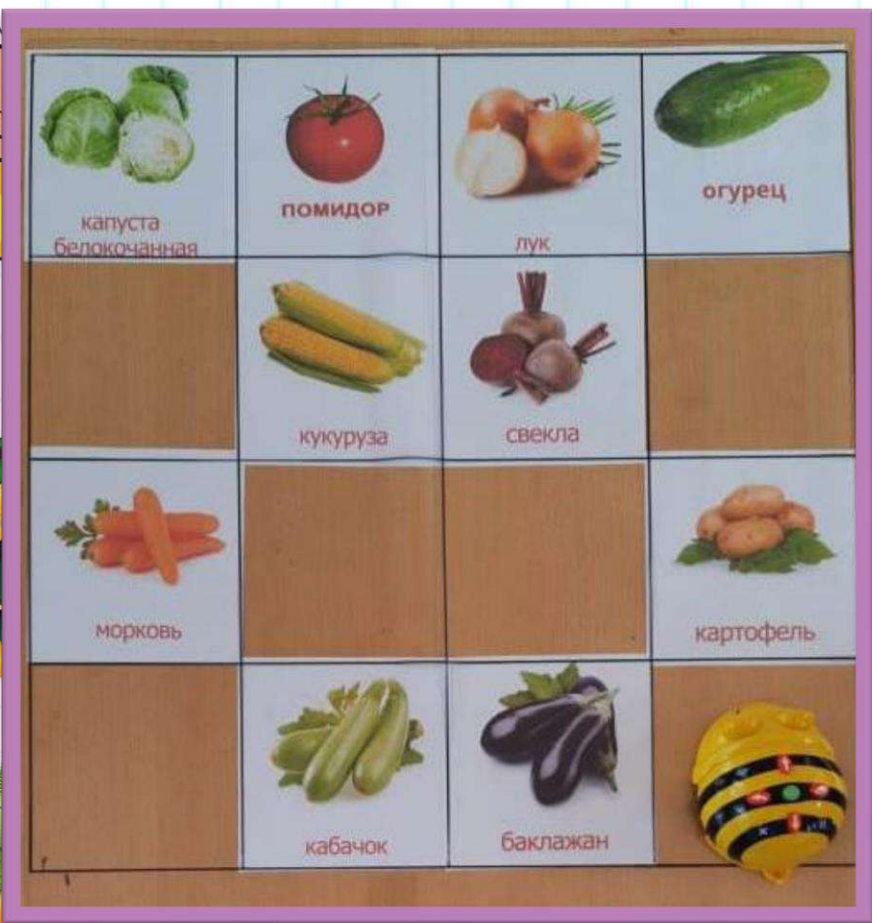 капуста
белокочанная
ПОМИДОР
лук
огурец
кукуруза
свекла
морковь
картофель
кабачок
баклажан